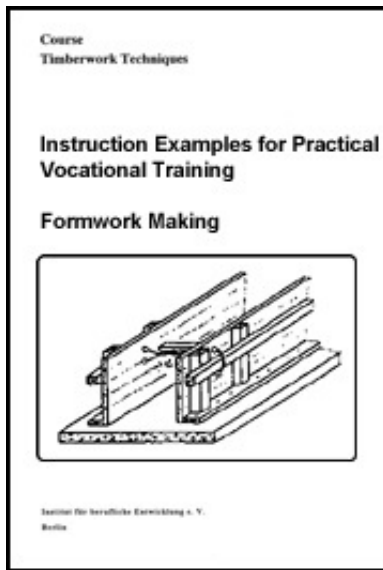 Course
Timberwork Techniques
Instruction Examples for Practical
Vocational Training
Formwork Making
Institut für berufliche Entwicklung e. V.
Berlin